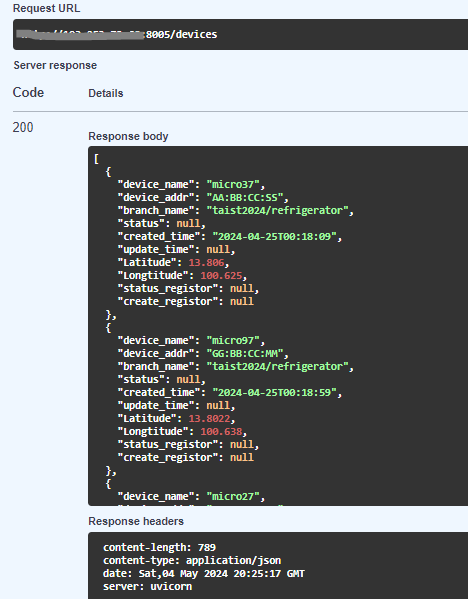 Request URL
:8005/devices
Server response
Code Details
200
Response body
[
{
"device_name": "micro37",
"device_addr": "AA:BB:CC:SS",
"branch_name": "taist2024/refrigerator",
"status": null,
"created_time": "2024-04-25T00:18:09",
"update_time": null,
"Latitude": 13.806,
"Longtitude": 100.625,
"status_registor": null,
"create_registor": null
},
{
"device_name": "micro97",
"device_addr": "GG:BB:CC:MM",
"branch_name": "taist2024/refrigerator",
"status": null,
"created_time": "2024-04-25T00:18:59",
"update_time": null,
"Latitude": 13.8022,
"Longtitude": 100.638,
"status_registor": null,
"create_registor": null
},
{
"device_name": "micro27",
Response headers
content-length: 789
content-type: application/json
date: Sat,04 May 2024 20:25:17 GMT
server: uvicorn